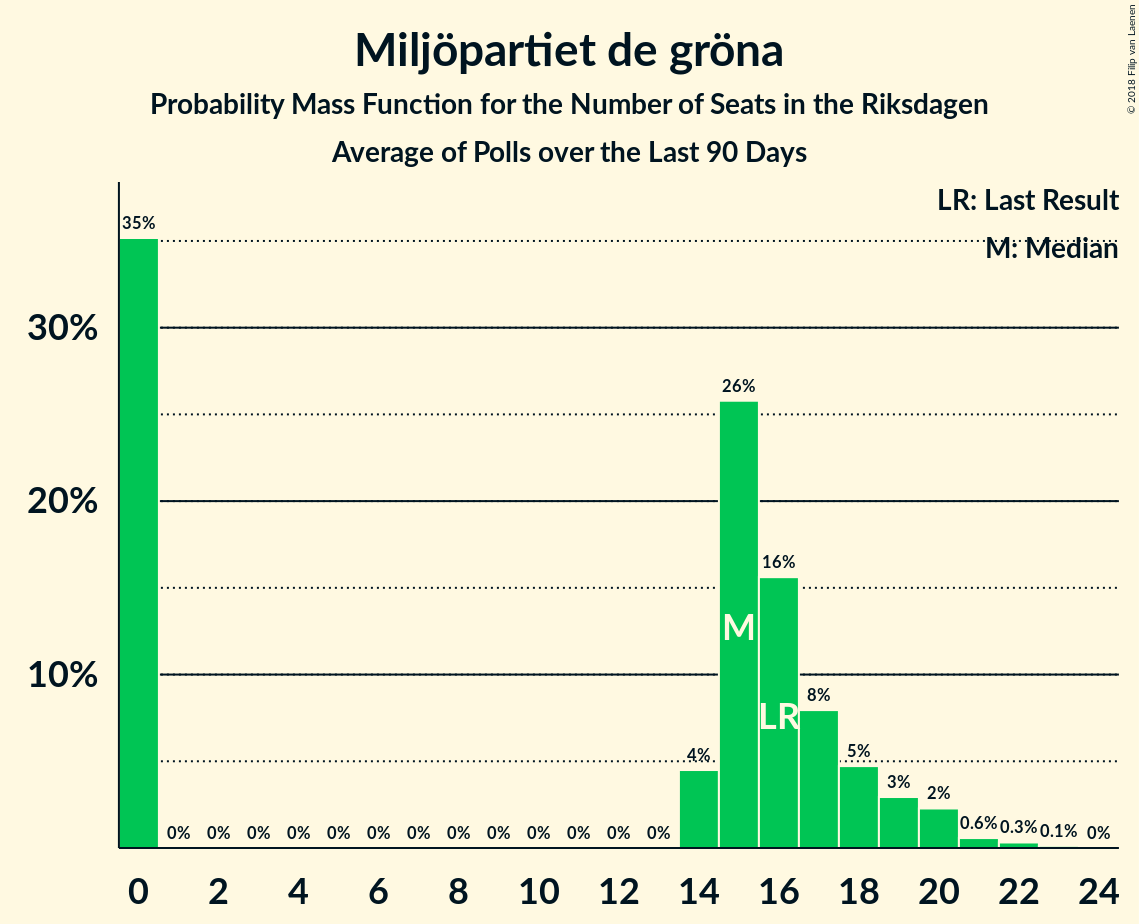 Miljöpartiet de gröna
Probability Mass Function for the Number of Seats in the Riksdagen
Average of Polls over the Last 90 Days
© 2018 Filip van Laenen
LR: Last Result
M: Median
35%
30%
26%
20%
16%
M
10%
LR
8%
4%
5%
3%
2%
0% 0% 0% 0% 0% 0% 0% 0% 0% 0% 0% 0% 0% 0.6% 0.3% 0.1% 0%
0 2 4 6 8 10 12 14 16 18 20 22 24